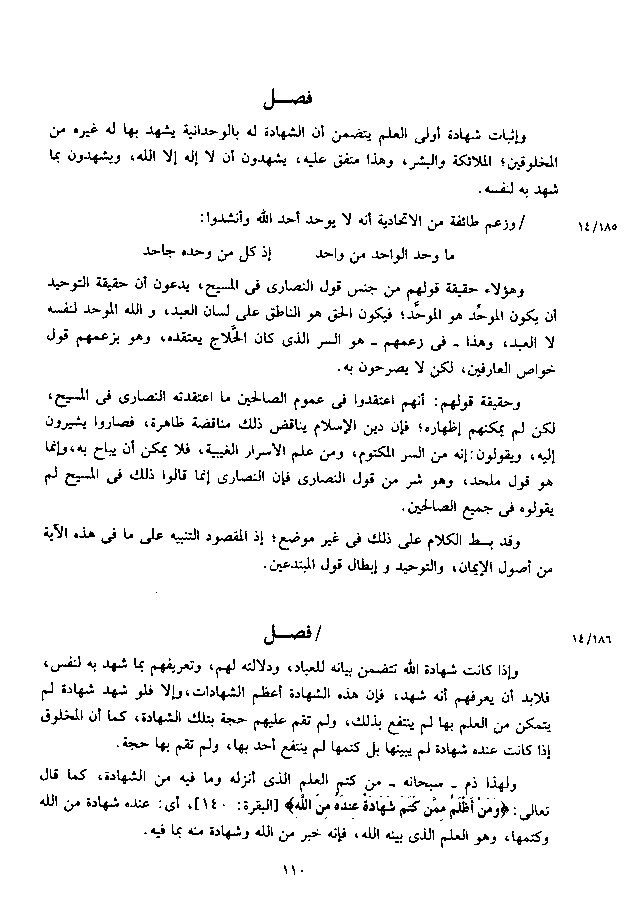 فصــل
وإثبات شهادة أولى العلم يتضمن أن الشهادة له بالوحدانية يشهد بها له غيره من
المخلوقين؛ الملائكة والبشر، وهذا متفق عليه، يشهدون أن لا إله إلا الله، ويشهدون بما
شهد به لنفسه.
١٤/١٨٥ / وزعم طائفة من الاتحادية أنه لا يوحد أحد الله وأنشدوا:
ما وحد الواحد من واحد إذ كل من وحده جاحد
وهؤلاء حقيقة قولهم من جنس قول النصارى فى المسيح، يدعون أن حقيقة التوحيد
أن يكون الموحِّد هو الموحَّد؛ فيكون الحق هو الناطق على لسان العبد، و الله الموحد لنفسه
لا العبد، وهذا ـ فى زعمهم ـ هو السر الذى كان الحَّلاج يعتقده، وهو بزعمهم قول
خواص العارفين، لكن لا يصرحون به.
وحقيقة قولهم: أنهم اعتقدوا فى عموم الصالحين ما اعتقدته النصارى فى المسيح،
لكن لم يمكنهم إظهاره؛ فإن دين الإسلام يناقض ذلك مناقضة ظاهرة، فصاروا يشيرون
إليه، ويقولون: إنه من السر المكتوم، ومن علم الأسرار الغيبية، فلا يمكن أن يباح به، وإنما
هو قول ملحد، وهو شر من قول النصارى فإن النصارى إنما قالوا ذلك فى المسيح لم
يقولوه فى جميع الصالحين.
وقد بسط الكلام على ذلك فى غير موضع؛ إذ المقصود التنبيه على ما فى هذه الآية
من أصول الإيمان، والتوحيد و إبطال قول المبتدعين.
١٤/١٨٦ / فصــل
وإذا كانت شهادة الله تتضمن بيانه للعباد، ودلالته لهم، وتعريفهم بما شهد به لنفس،
فلابد أن يعرفهم أنه شهد، فإن هذه الشهادة أعظم الشهادات، وإلا فلو شهد شهادة لم
يتمكن من العلم بها لم ينتفع بذلك، ولم تقم عليهم حجة بتلك الشهادة، كما أن المخلوق
إذا كانت عنده شهادة لم يبينها بل كتمها لم ينتفع أحد بها، ولم تقم بها حجة.
ولهذا ذم ـ سبحانه ـ من كتم العلم الذى أنزله وما فيه من الشهادة، كما قال
تعالى: ﴿وَمَنْ أَظْلَمُ مِمَّن كَتَمَ شَهَادَةً عِندَهُ مِنَ اللَّه﴾ [البقرة: ١٤٠]، أى: عنده شهادة من الله
وكتمها، وهو العلم الذى بينه الله، فإنه خبر من الله وشهادة منه بما فيه.
١١٠